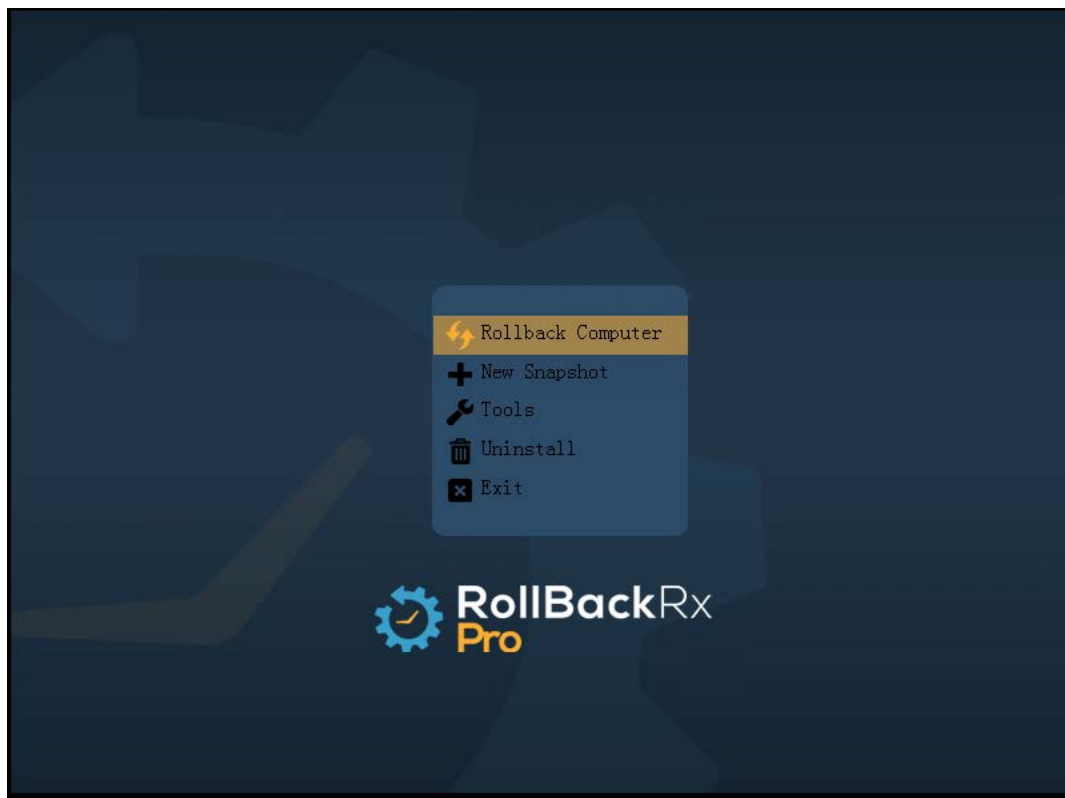 Rollback Computer
New Snapshot
Tools
Uninstall
Exit
RollBackRx
Pro